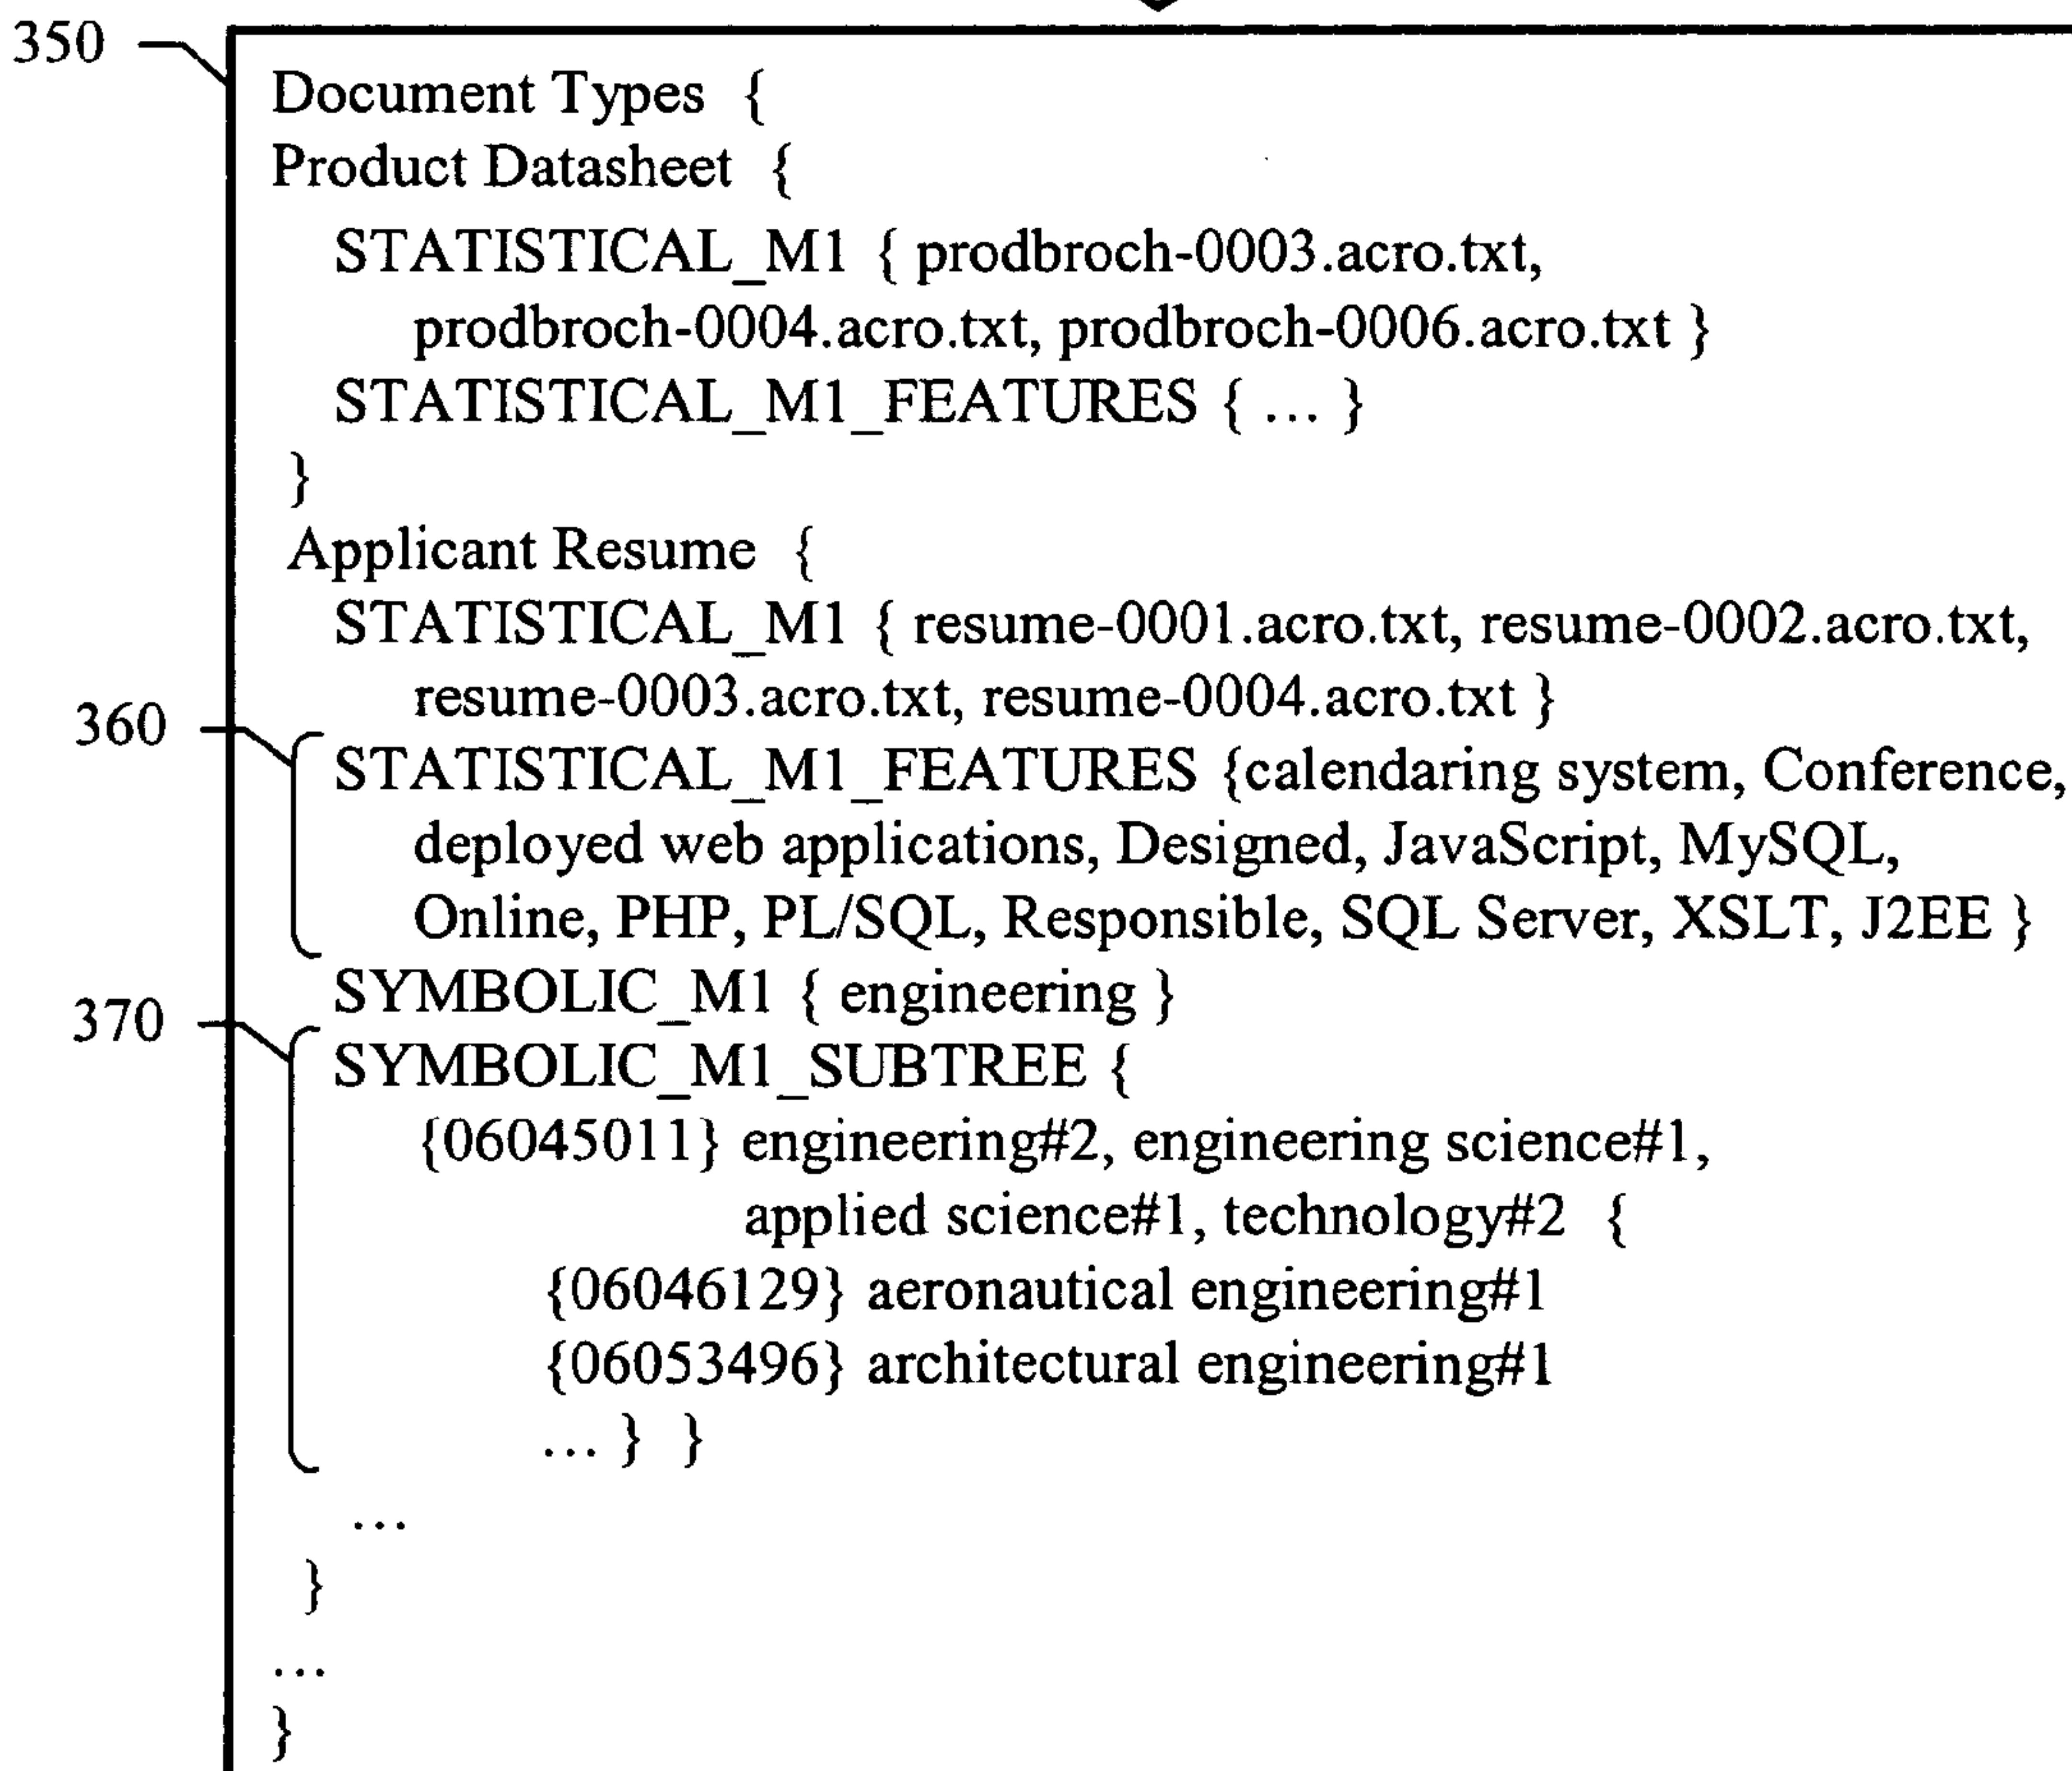 350
Document Types {
Product Datasheet {
STATISTICAL_M1 { prodbroch-0003.acro.txt,
prodbroch-0004.acro.txt, prodbroch-0006.acro.txt }
STATISTICAL_M1_FEATURES { ... }
}
Applicant Resume {
STATISTICAL_M1 { resume-0001.acro.txt, resume-0002.acro.txt,
resume-0003.acro.txt, resume-0004.acro.txt }
360
STATISTICAL_M1_FEATURES {calendaring system, Conference,
deployed web applications, Designed, JavaScript, MySQL,
Online, PHP, PL/SQL, Responsible, SQL Server, XSLT, J2EE }
SYMBOLIC_M1 { engineering }
370
SYMBOLIC_M1_SUBTREE {
{06045011} engineering#2, engineering science#1,
applied science#1, technology#2 {
{06046129} aeronautical engineering#1
{06053496} architectural engineering#1
... } }
...
}
...
}